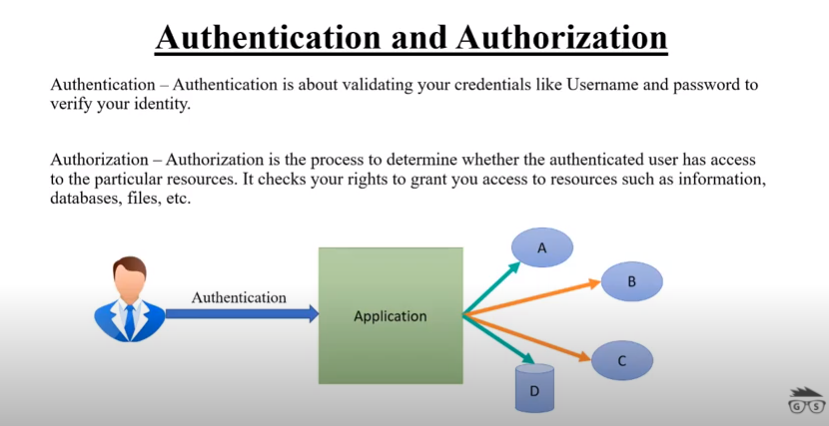 Authentication and Authorization
Authentication – Authentication is about validating your credentials like Username and password to
verify your identity.
Authorization – Authorization is the process to determine whether the authenticated user has access
to the particular resources. It checks your rights to grant you access to resources such as information,
databases, files, etc.
A
B
Authentication
Application
C
D
G S